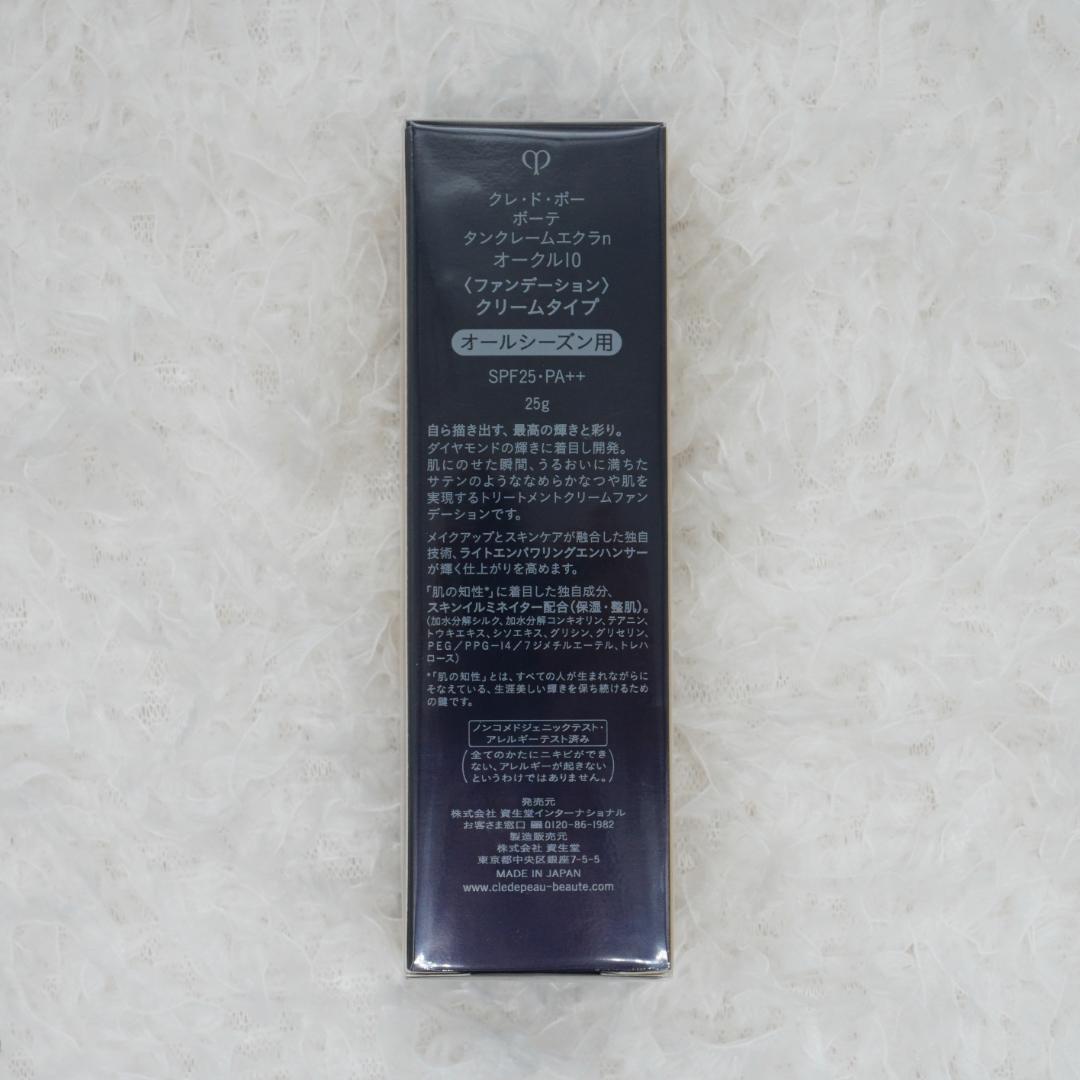 クレ・ド・ポー
ボーテ
タンクレームエクラn
オークル10
〈ファンデーション〉
クリームタイプ
オールシーズン用
SPF25・PA++
25g
自ら描き出す、最高の輝きと彩り。
ダイヤモンドの輝きに着目し開発。
肌にのせた瞬間、うるおいに満ちた
サテンのようななめらかなつや肌を
実現するトリートメントクリームファン
デーションです。
メイクアップとスキンケアが融合した独自
技術、ライトエンパワリングエンハンサー
が輝く仕上がりを高めます。
「肌の知性*」に着目した独自成分、
スキンイルミネイター配合(保湿・整肌)。
(加水分解シルク、加水分解コンキオリン、テアニン、
トウキエキス、シソエキス、グリシン、グリセリン、
PEG/PPG-14/7ジメチルエーテル、トレハ
ロース)
*「肌の知性」とは、すべての人が生まれながらに
そなえている、生涯美しい輝きを保ち続けるため
の鍵です。
ノンコメドジェニックテスト・
アレルギーテスト済み
(全てのかたにニキビができ
ない、アレルギーが起きない
というわけではありません。)
発売元
株式会社 資生堂インターナショナル
お客さま窓口 0120-86-1982
製造販売元
株式会社 資生堂
東京都中央区銀座7-5-5
MADE IN JAPAN
www.cledepeau-beaute.com